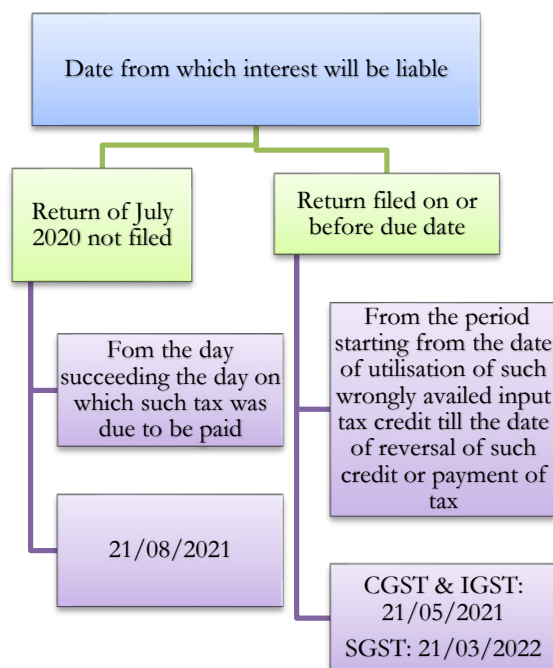 Date from which interest will be liable
Return of July
2020 not filed
Fom the day
succeeding the day on
which such tax was
due to be paid
21/08/2021
Return filed on or
before due date
From the period
starting from the date
of utilisation of such
wrongly availed input
tax credit till the date
of reversal of such
credit or payment of
tax
CGST & IGST:
21/05/2021
SGST: 21/03/2022